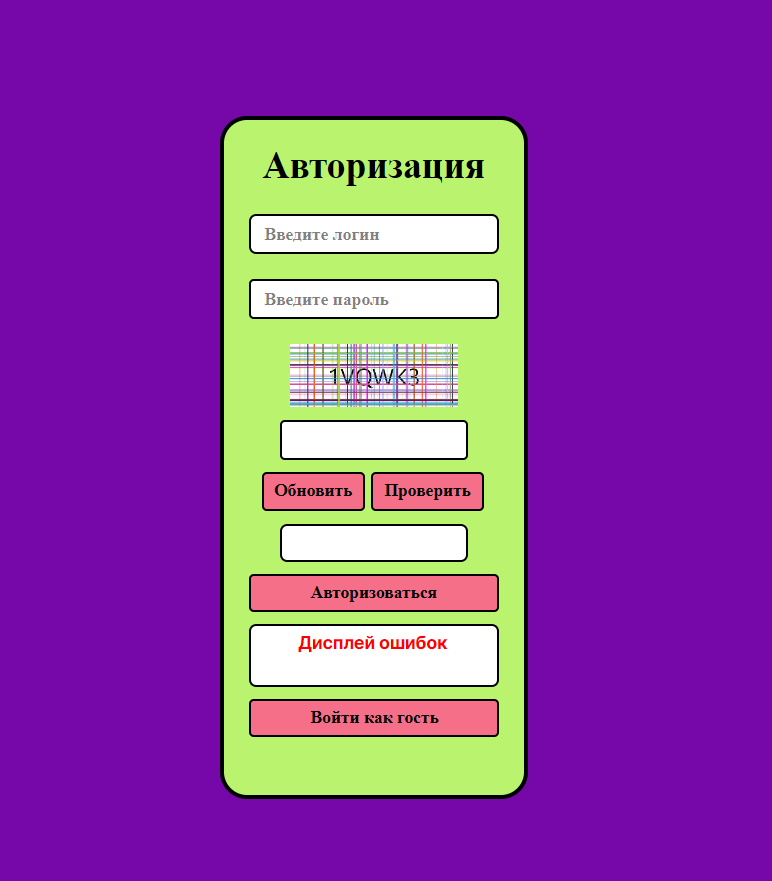 Авторизация
Введите логин
Введите пароль
1VQWK3
Обновить Проверить
Авторизоваться
Дисплей ошибок
Войти как гость